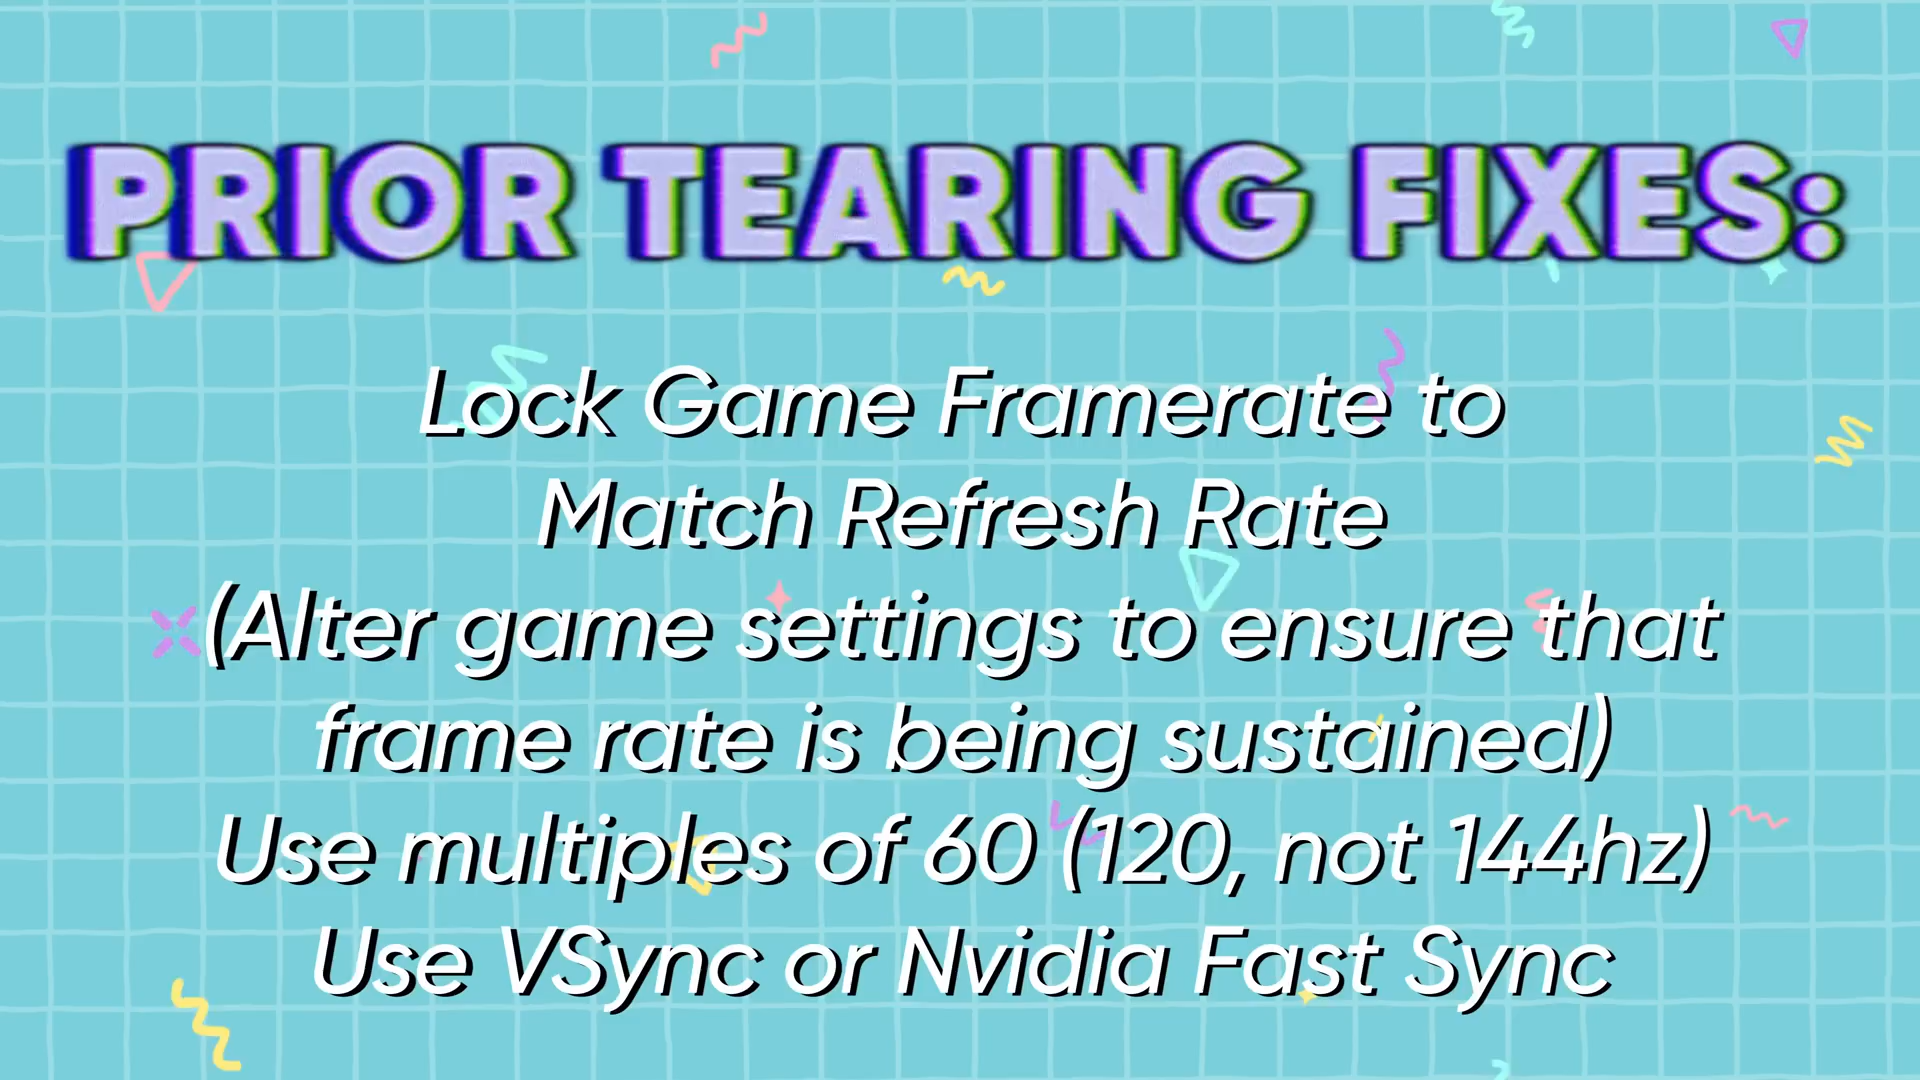 PRIOR TEARING FIXES:
Lock Game Framerate to
Match Refresh Rate
(Alter game settings to ensure that
frame rate is being sustained)
Use multiples of 60 (120, not 144hz)
Use VSync or Nvidia Fast Sync